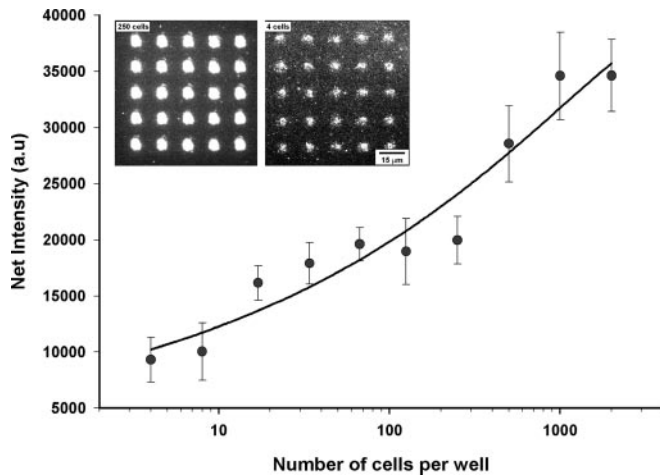 250 cells
4 cells
15 μm
40000
35000
30000
25000
20000
15000
10000
5000
Net Intensity (a.u)
10
100
1000
Number of cells per well